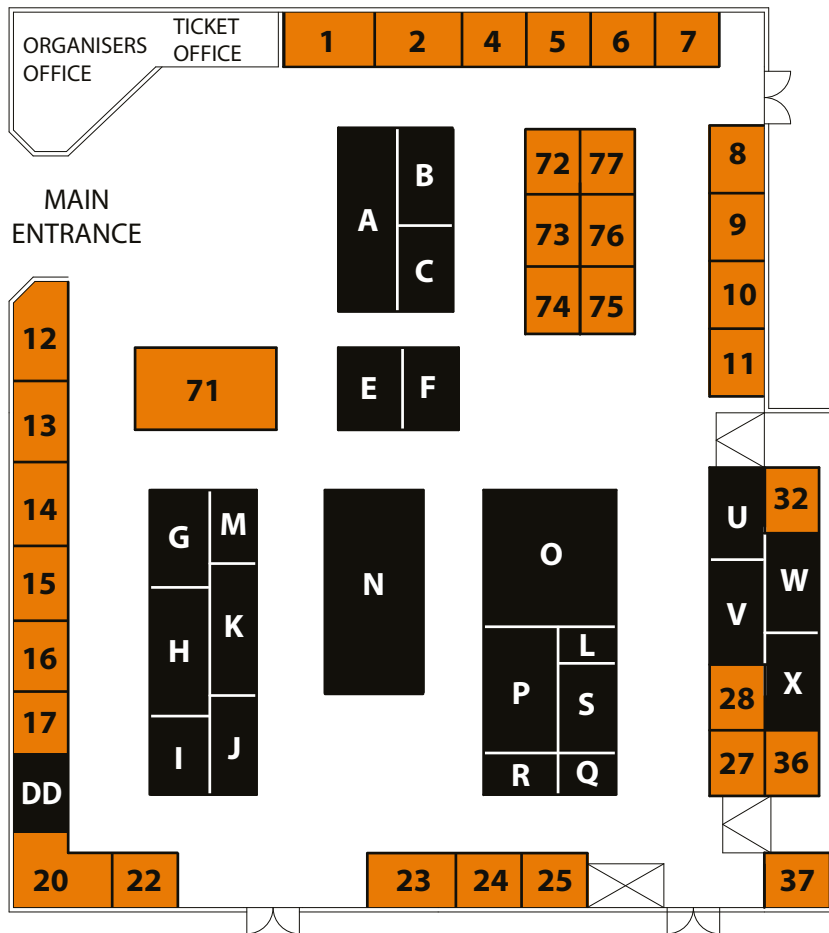 ORGANISERS
OFFICE
TICKET
OFFICE
1
2
4
5
6
7
MAIN
ENTRANCE
A
B
C
72
77
73
76
74
75
8
9
10
11
12
13
14
15
16
17
DD
20
22
71
E
F
G
M
H
K
I
J
N
O
P
L
S
R
Q
U
32
V
W
X
28
27
36
23
24
25
37